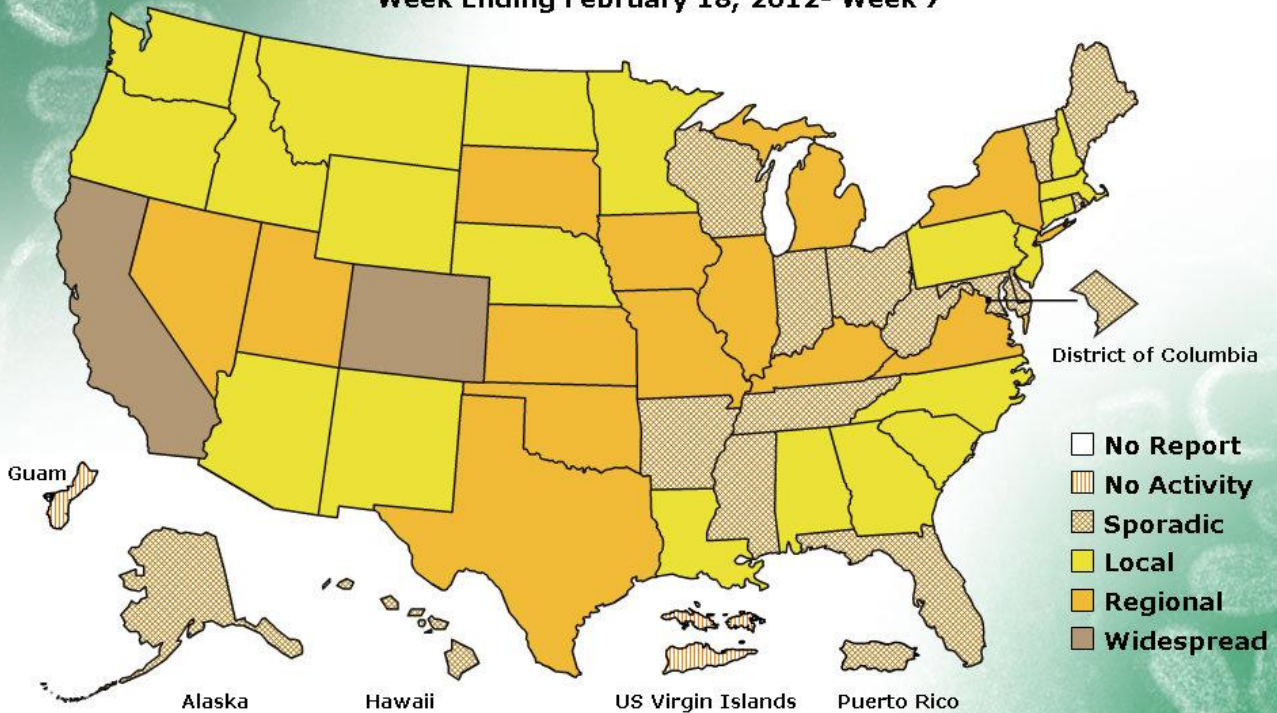 Week Ending February 18, 2012- Week 7
District of Columbia
No Report
Guam
No Activity
Sporadic
Local
Regional
Widespread
Alaska
Hawaii
US Virgin Islands
Puerto Rico